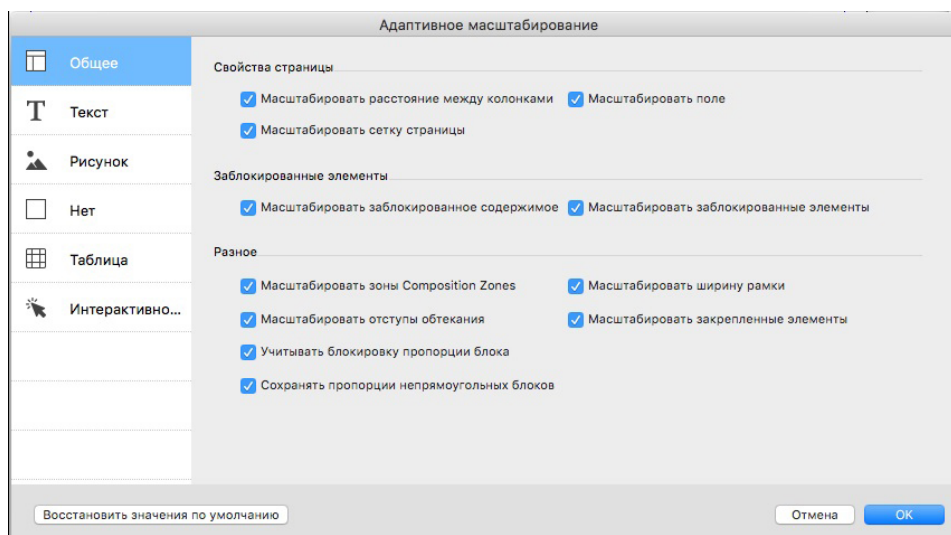 Адаптивное масштабирование
Общее
Текст
Рисунок
Нет
Таблица
Интерактивно...
Свойства страницы
Масштабировать расстояние между колонками
Масштабировать поле
Масштабировать сетку страницы
Заблокированные элементы
Масштабировать заблокированное содержимое
Масштабировать заблокированные элементы
Разное
Масштабировать зоны Composition Zones
Масштабировать ширину рамки
Масштабировать отступы обтекания
Масштабировать закрепленные элементы
Учитывать блокировку пропорции блока
Сохранять пропорции непрямоугольных блоков
Восстановить значения по умолчанию
Отмена
OK